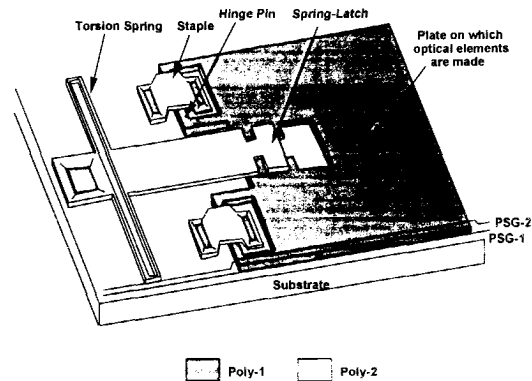 Torsion Spring
Staple
Hinge Pin
Spring-Latch
Plate on which
optical elements
are made
PSG-2
PSG-1
Substrate
Poly-1
Poly-2